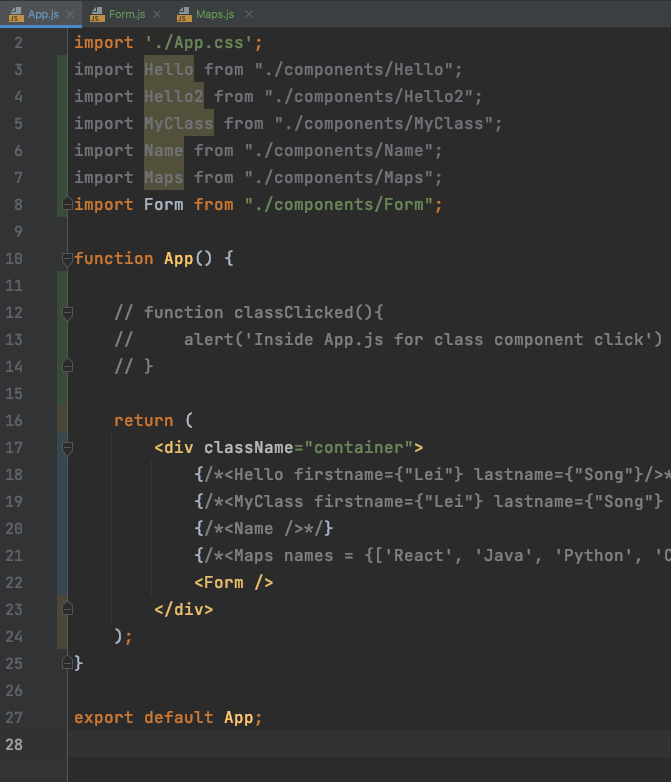 App.js Form.js Maps.js
2 import './App.css';
3 import Hello from "./components/Hello";
4 import Hello2 from "./components/Hello2";
5 import MyClass from "./components/MyClass";
6 import Name from "./components/Name";
7 import Maps from "./components/Maps";
8 import Form from "./components/Form";
9
10 function App() {
11
12 // function classClicked(){
13 //     alert('Inside App.js for class component click')
14 // }
15
16 return (
17 <div className="container">
18 {/*<Hello firstname={"Lei"} lastname={"Song"}/>*
19 {/*<MyClass firstname={"Lei"} lastname={"Song"}
20 {/*<Name />*/}
21 {/*<Maps names = {['React', 'Java', 'Python', 'C
22 <Form />
23 </div>
24 );
25 }
26
27 export default App;
28